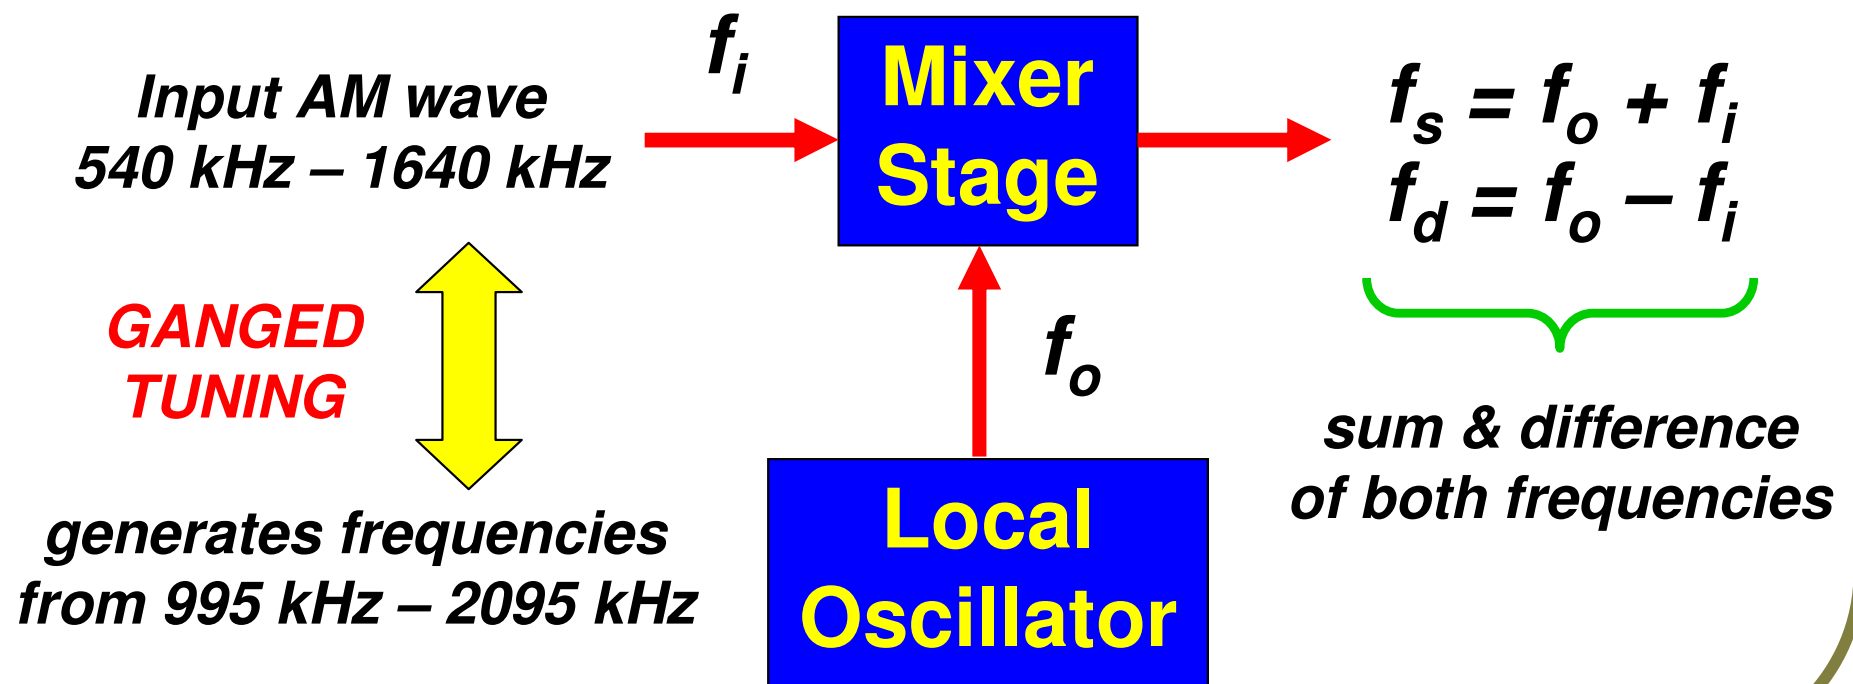 Input AM wave
540 kHz – 1640 kHz
fi
Mixer
Stage
fs = fo + fi
fd = fo – fi
GANGED
TUNING
fo
sum & difference
of both frequencies
generates frequencies
from 995 kHz – 2095 kHz
Local
Oscillator